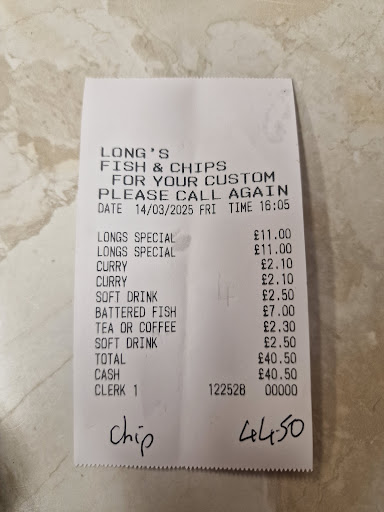 LONG'S
FISH & CHIPS
FOR YOUR CUSTOM
PLEASE CALL AGAIN
DATE 14/03/2025 FRI TIME 16:05
LONGS SPECIAL £11.00
LONGS SPECIAL £11.00
CURRY £2.10
CURRY £2.10
SOFT DRINK £2.50
BATTERED FISH £7.00
TEA OR COFFEE £2.30
SOFT DRINK £2.50
TOTAL £40.50
CASH £40.50
CLERK 1 122528 00000
Chip 44.50